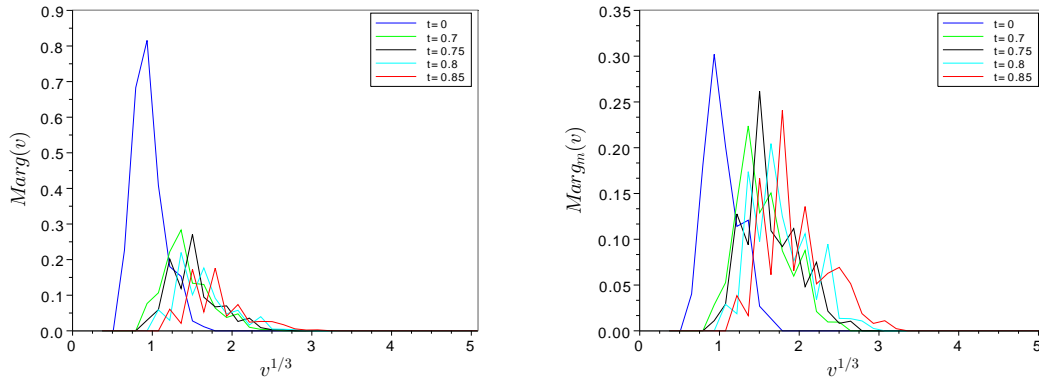 0.9
0.8
0.7
0.6
0.5
0.4
0.3
0.2
0.1
0.0
0
1
2
3
4
5
Marg(v)
v^{1/3}
t=0
t=0.7
t=0.75
t=0.8
t=0.85
0.35
0.30
0.25
0.20
0.15
0.10
0.05
0.00
0
1
2
3
4
5
Marg_m(v)
v^{1/3}
t=0
t=0.7
t=0.75
t=0.8
t=0.85